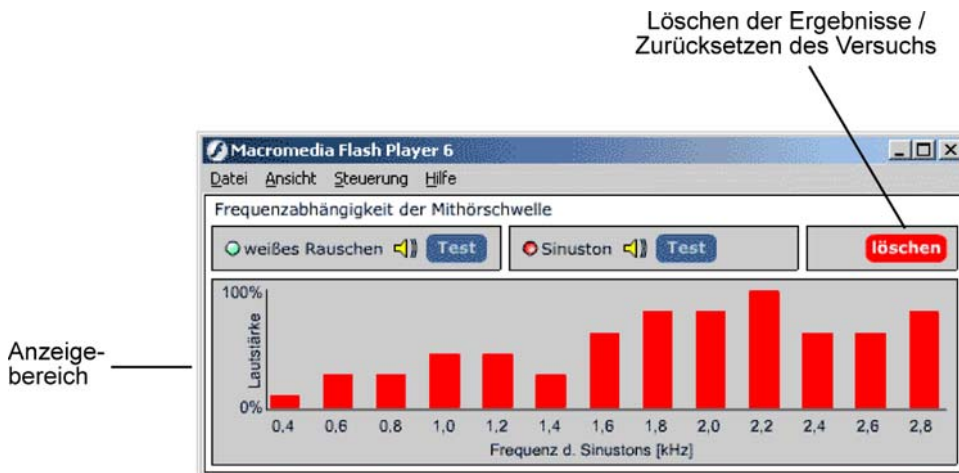 Löschen der Ergebnisse /
Zurücksetzen des Versuchs
Macromedia Flash Player 6
Datei Ansicht Steuerung Hilfe
Frequenzabhängigkeit der Mithörschwelle
weißes Rauschen Test Sinuston Test löschen
100%
Lautstärke
Anzeige-
bereich
0%
0,4 0,6 0,8 1,0 1,2 1,4 1,6 1,8 2,0 2,2 2,4 2,6 2,8
Frequenz d. Sinustons [kHz]